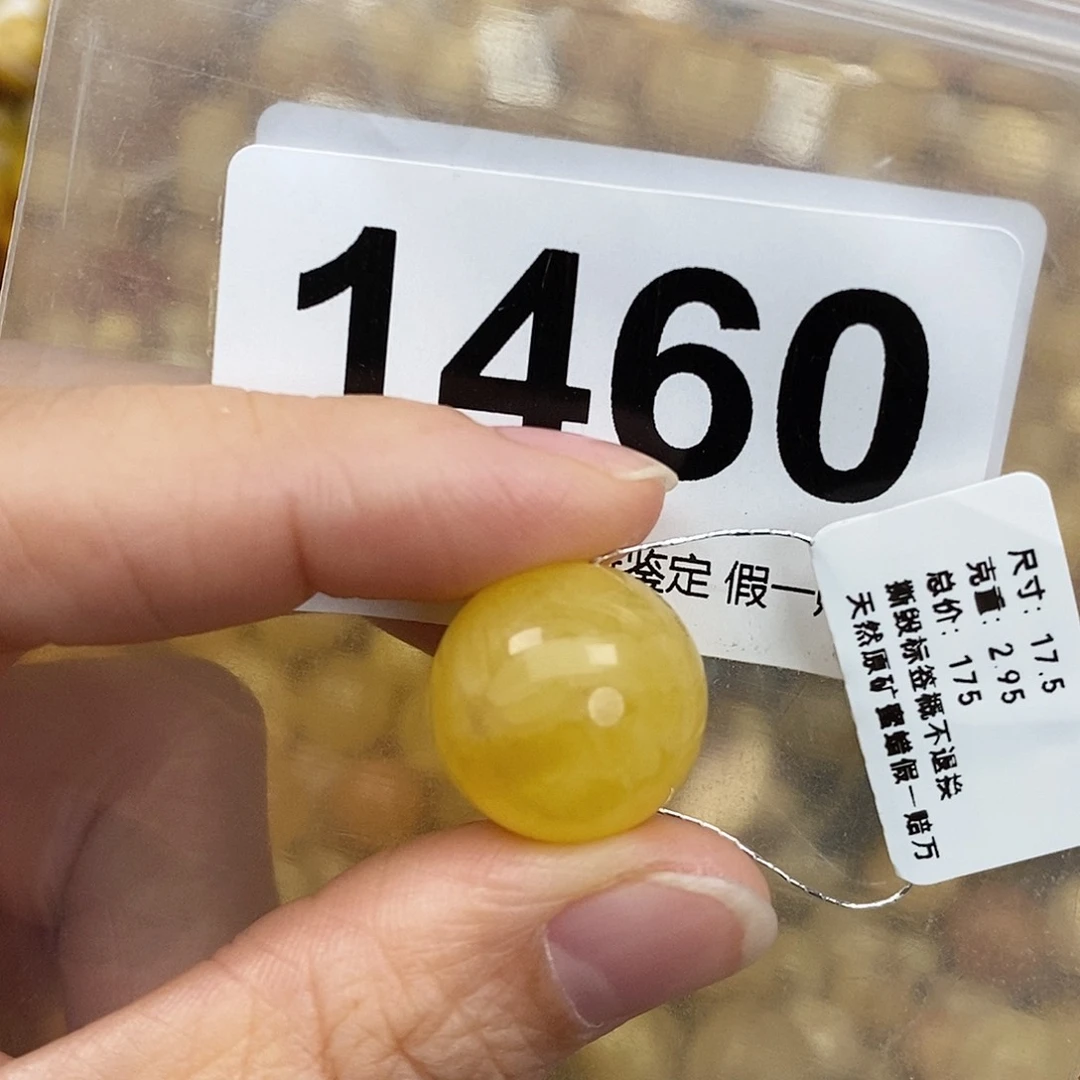 1460
鉴定 假一
尺寸: 17.5
克重: 2.95
总价: 175
撕毁标签概不退换
天然原矿蜜蜡假一赔万